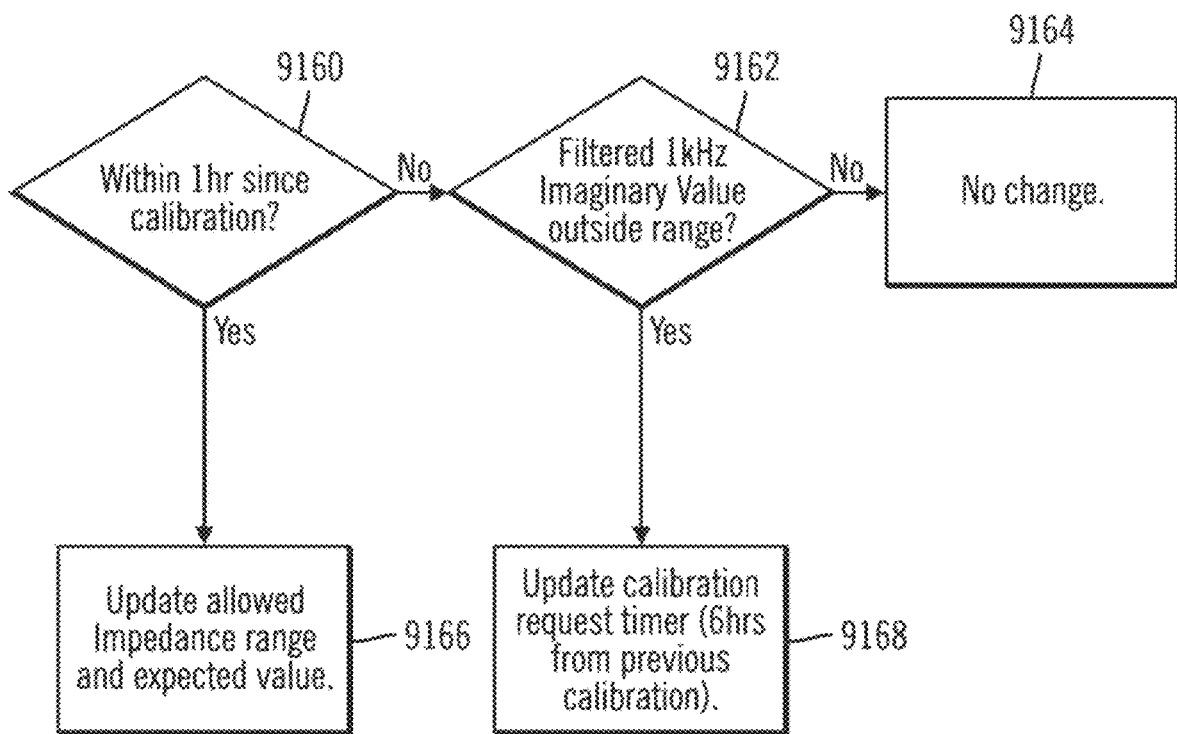 9160
Within 1hr since
calibration?
No
Yes
9162
Filtered 1kHz
Imaginary Value
outside range?
No
Yes
9164
No change.
Update allowed
Impedance range
and expected value.
9166
Update calibration
request timer (6hrs
from previous
calibration).
9168